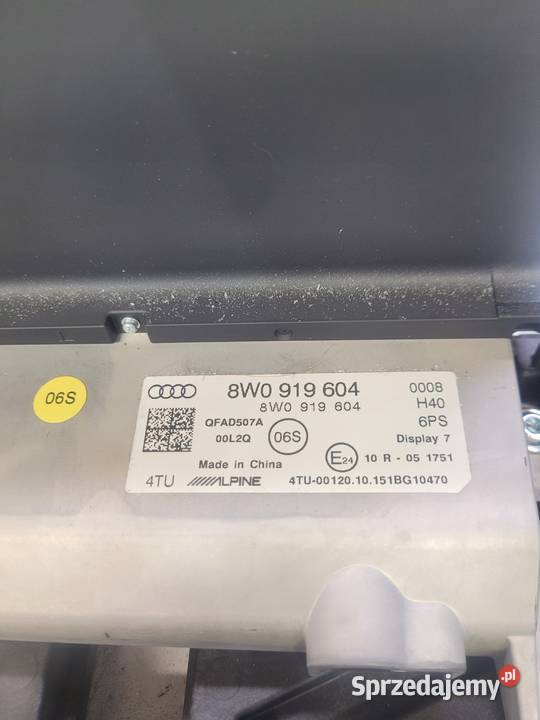 06S
8W0 919 604
8W0 919 604
0008
H40
6PS
QFAD507A
00L2Q
06S
Display 7
E24
10 R - 05 1751
Made in China
4TU
ALPINE
4TU-00120.10.151BG10470
Sprzedajemy.pl